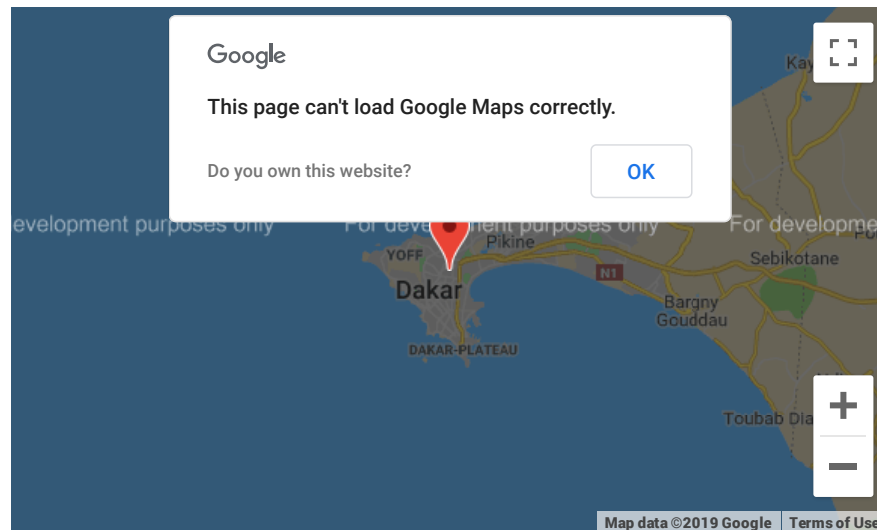 Google
This page can't load Google Maps correctly.
Do you own this website?
OK
development purposes only
For development purposes only
For developme
YOFF
Pikine
Sebikotane
N1
Dakar
Bargny
Gouddau
DAKAR-PLATEAU
Toubab Dia
Map data ©2019 Google
Terms of Use